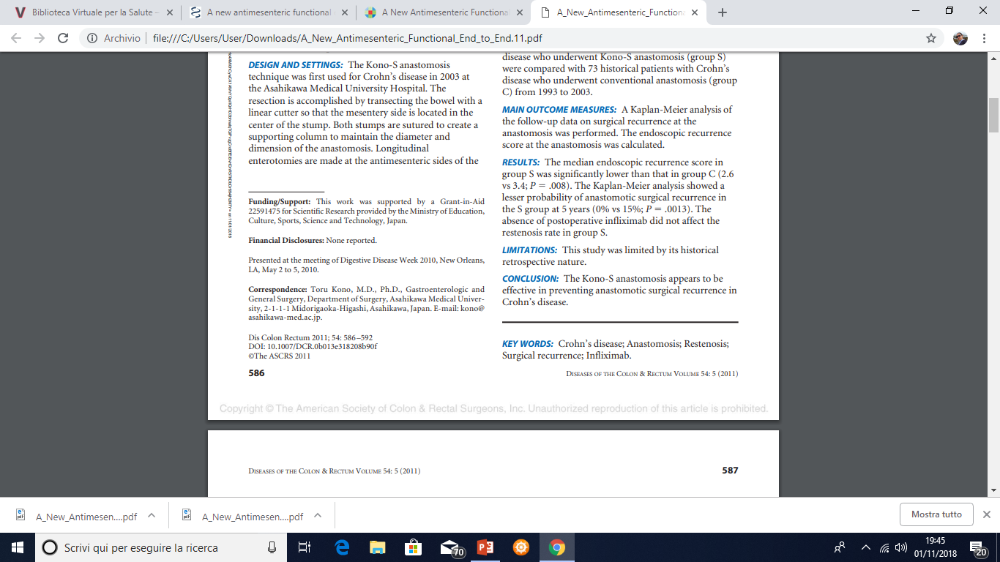 Biblioteca Virtuale per la Salute –
A new antimesenteric functional
A New Antimesenteric Functional
A_New_Antimesenteric_Function
Archivio
file:///C:/Users/User/Downloads/A_New_Antimesenteric_Functional_End_to_End.11.pdf
DESIGN AND SETTINGS: The Kono-S anastomosis
technique was first used for Crohn's disease in 2003 at
the Asahikawa Medical University Hospital. The
resection is accomplished by transecting the bowel with a
linear cutter so that the mesentery side is located in the
center of the stump. Both stumps are sutured to create a
supporting column to maintain the diameter and
dimension of the anastomosis. Longitudinal
enterotomies are made at the antimesenteric sides of the
Funding/Support: This work was supported by a Grant-in-Aid
22591475 for Scientific Research provided by the Ministry of Education,
Culture, Sports, Science and Technology, Japan.
Financial Disclosures: None reported.
Presented at the meeting of Digestive Disease Week 2010, New Orleans,
LA, May 2 to 5, 2010.
Correspondence: Toru Kono, M.D., Ph.D., Gastroenterologic and
General Surgery, Department of Surgery, Asahikawa Medical Univer-
sity, 2-1-1-1 Midorigaoka-Higashi, Asahikawa, Japan. E-mail: kono@
asahikawa-med.ac.jp.
Dis Colon Rectum 2011; 54: 586–592
DOI: 10.1007/DCR.0b013e318208b90f
©The ASCRS 2011
586
disease who underwent Kono-S anastomosis (group S)
were compared with 73 historical patients with Crohn's
disease who underwent conventional anastomosis (group
C) from 1993 to 2003.
MAIN OUTCOME MEASURES: A Kaplan-Meier analysis of
the follow-up data on surgical recurrence at the
anastomosis was performed. The endoscopic recurrence
score at the anastomosis was calculated.
RESULTS: The median endoscopic recurrence score in
group S was significantly lower than that in group C (2.6
vs 3.4; P = .008). The Kaplan-Meier analysis showed a
lesser probability of anastomotic surgical recurrence in
the S group at 5 years (0% vs 15%; P = .0013). The
absence of postoperative infliximab did not affect the
restenosis rate in group S.
LIMITATIONS: This study was limited by its historical
retrospective nature.
CONCLUSION: The Kono-S anastomosis appears to be
effective in preventing anastomotic surgical recurrence in
Crohn's disease.
KEY WORDS: Crohn's disease; Anastomosis; Restenosis;
Surgical recurrence; Infliximab.
DISEASES OF THE COLON & RECTUM VOLUME 54: 5 (2011)
Copyright © The American Society of Colon & Rectal Surgeons, Inc. Unauthorized reproduction of this article is prohibited.
DISEASES OF THE COLON & RECTUM VOLUME 54: 5 (2011)
587
A_New_Antimesen....pdf
A_New_Antimesen....pdf
Mostra tutto
Scrivi qui per eseguire la ricerca
70
19:45
01/11/2018
20